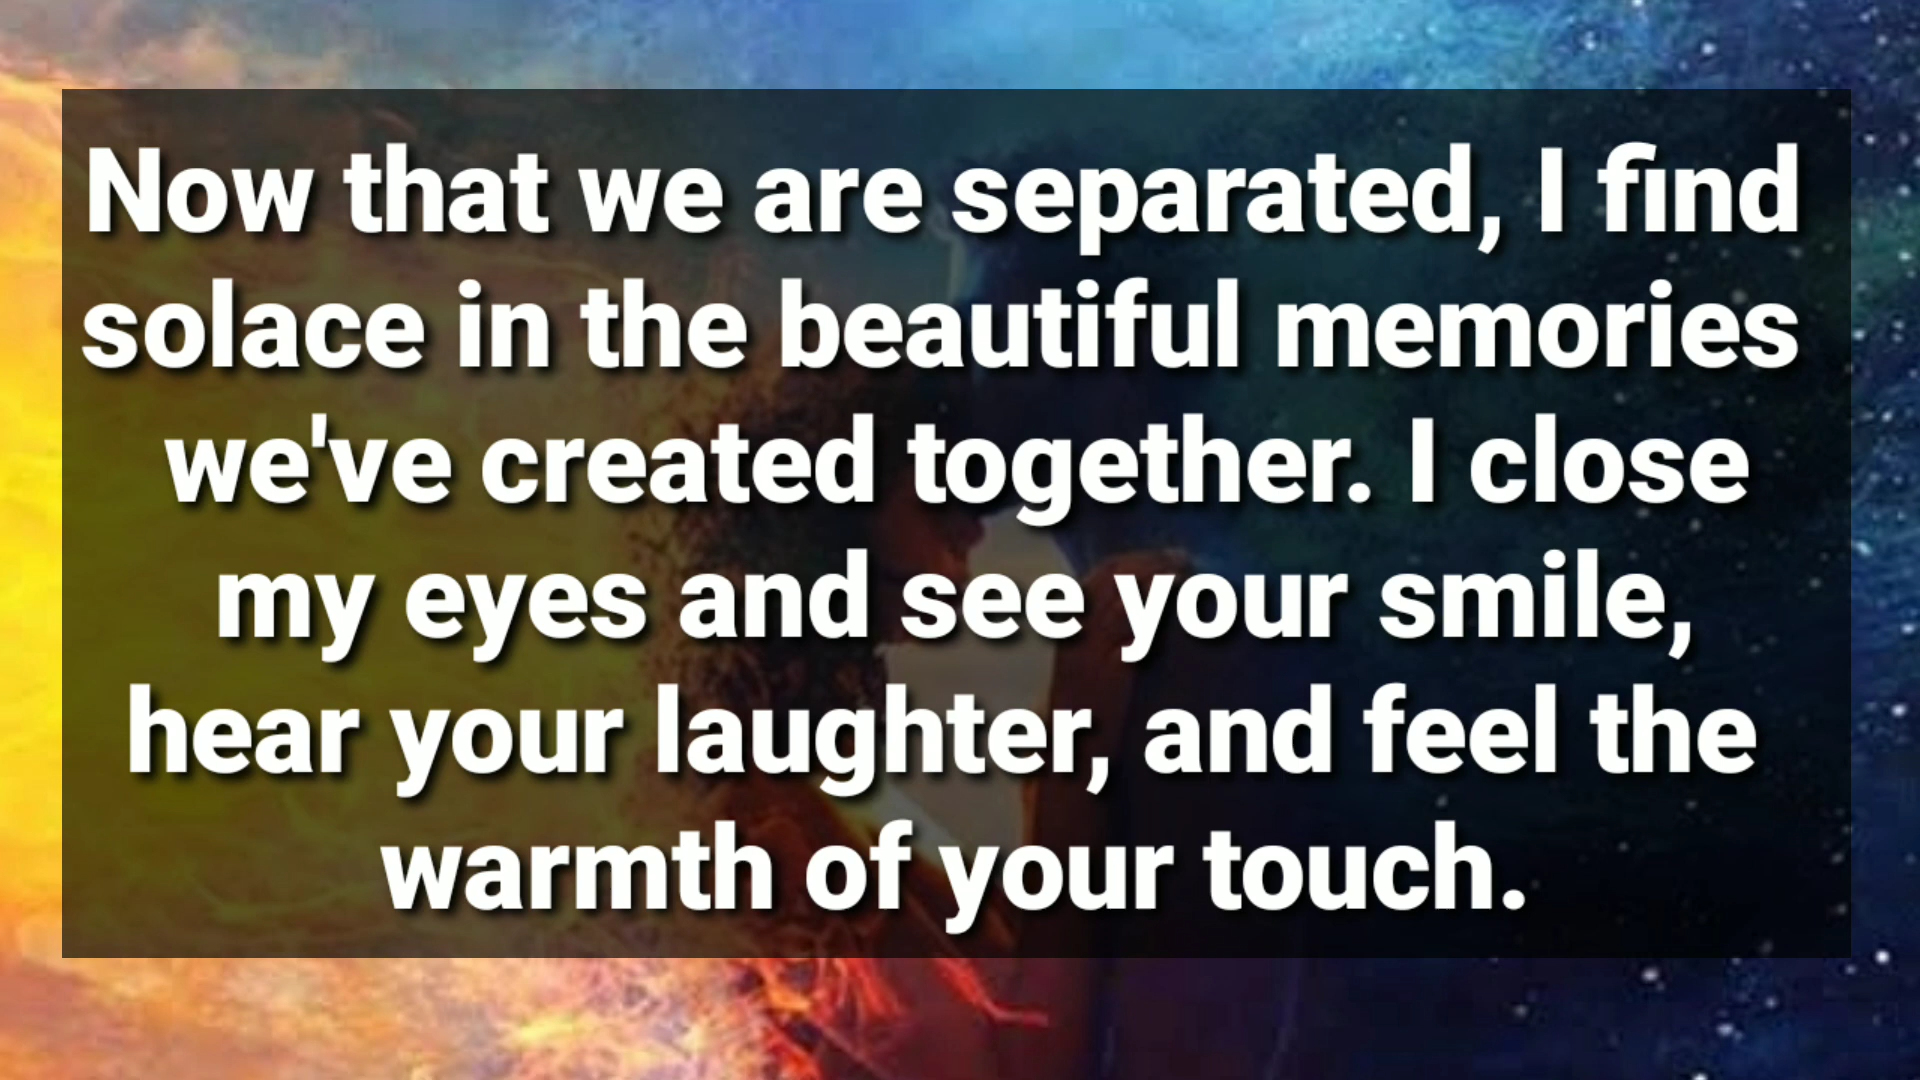 Now that we are separated, I find
solace in the beautiful memories
we've created together. I close
my eyes and see your smile,
hear your laughter, and feel the
warmth of your touch.